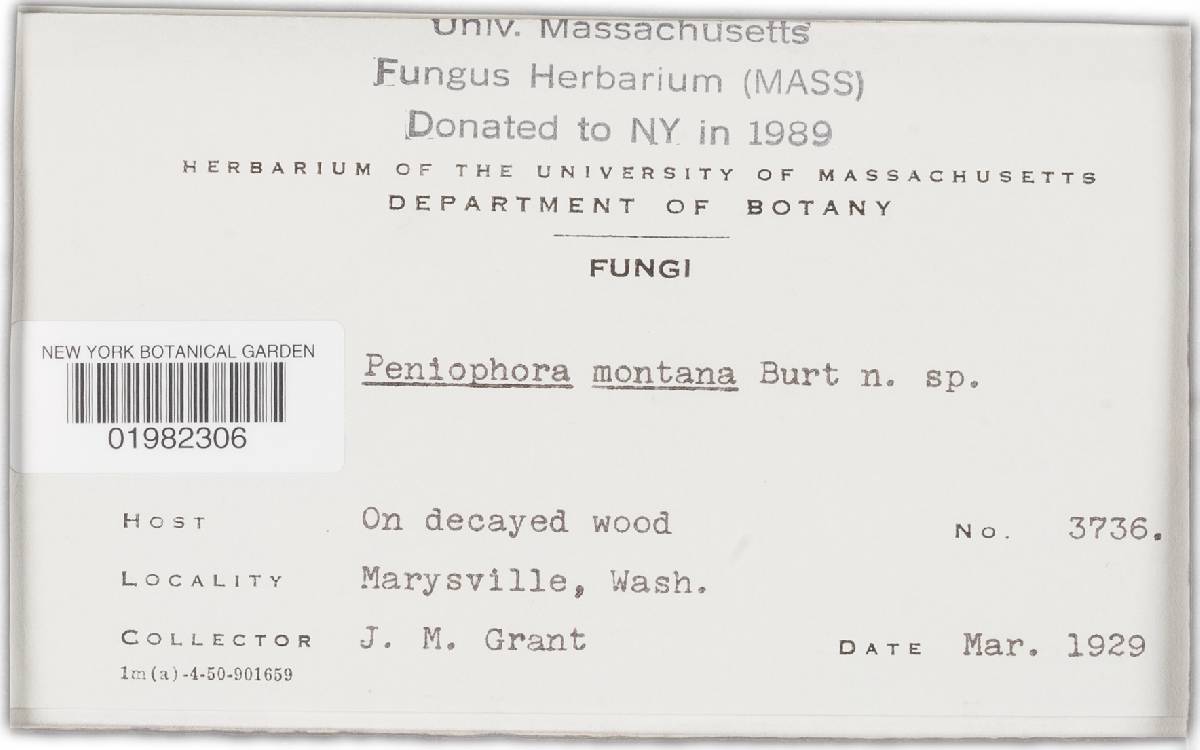 Univ. Massachusetts
Fungus Herbarium (MASS)
Donated to NY in 1989
HERBARIUM OF THE UNIVERSITY OF MASSACHUSETTS
DEPARTMENT OF BOTANY
FUNGI
NEW YORK BOTANICAL GARDEN
01982306
Peniophora montana Burt n. sp.
HOST On decayed wood No. 3736.
LOCALITY Marysville, Wash.
COLLECTOR J. M. Grant DATE Mar. 1929
1m(a)-4-50-901659